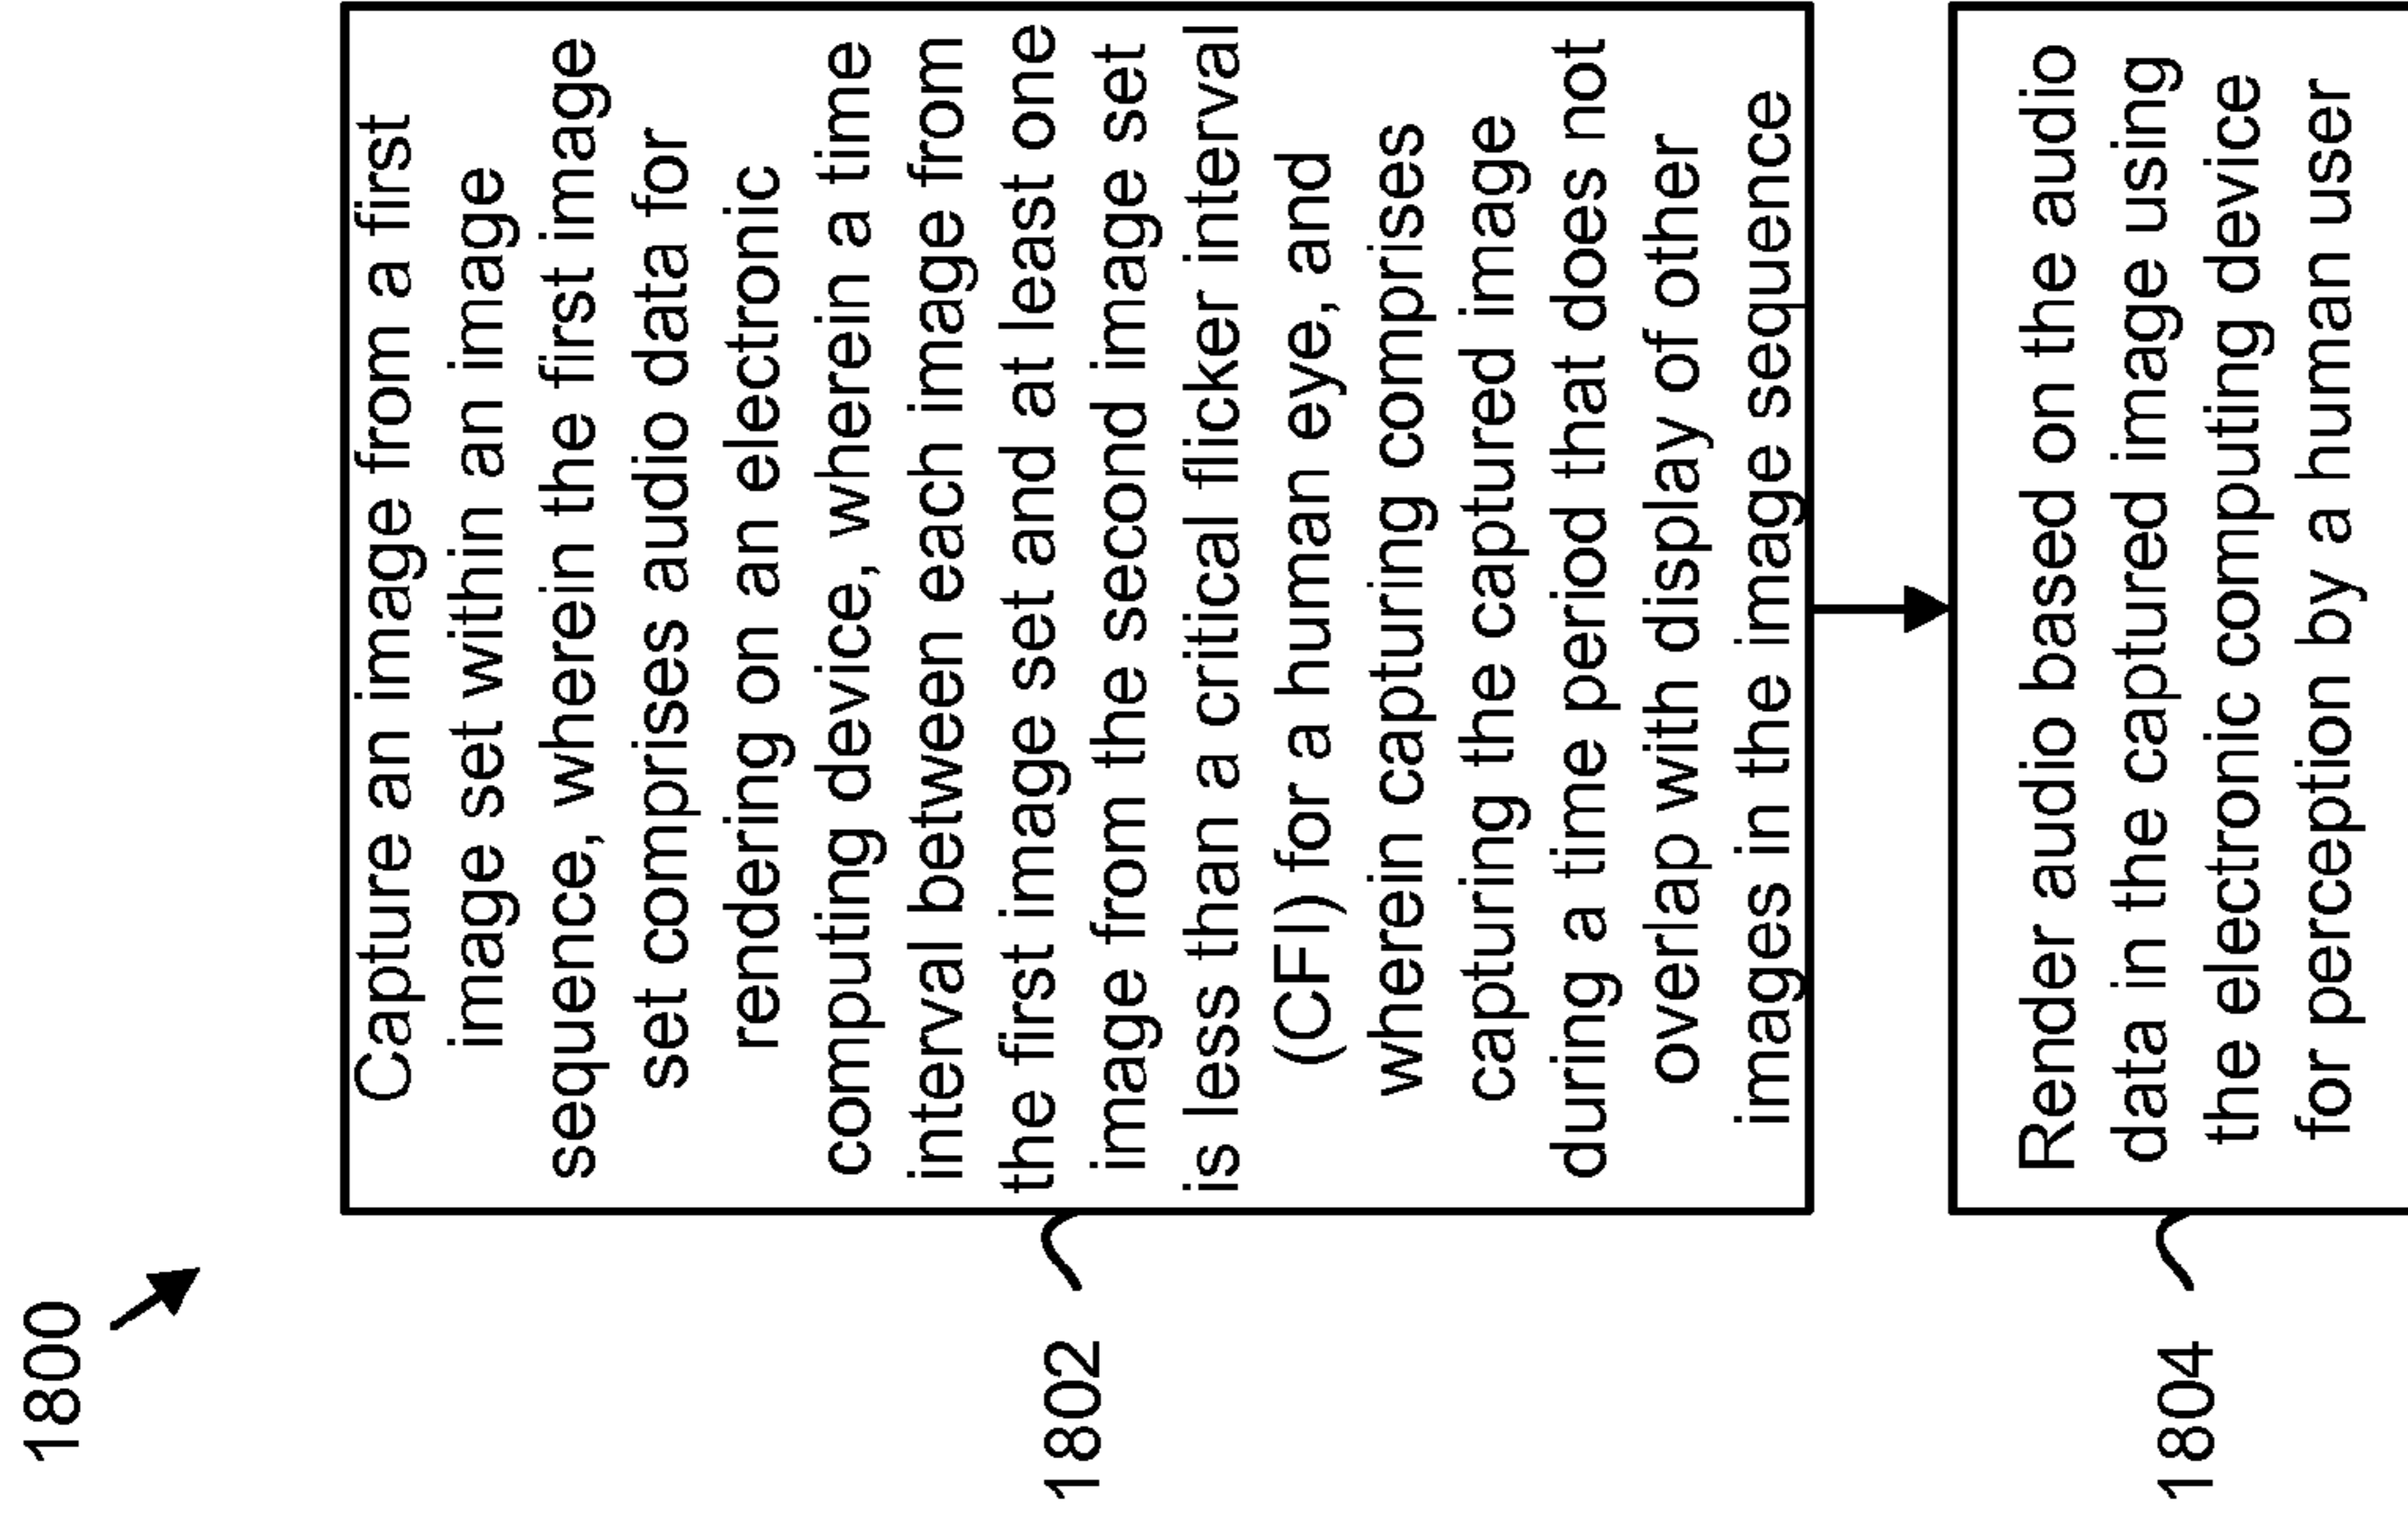 1800
1802
Capture an image from a first
image set within an image
sequence, wherein the first image
set comprises audio data for
rendering on an electronic
computing device, wherein a time
interval between each image from
the first image set and at least one
image from the second image set
is less than a critical flicker interval
(CFI) for a human eye, and
wherein capturing comprises
capturing the captured image
during a time period that does not
overlap with display of other
images in the image sequence
1804
Render audio based on the audio
data in the captured image using
the electronic computing device
for perception by a human user